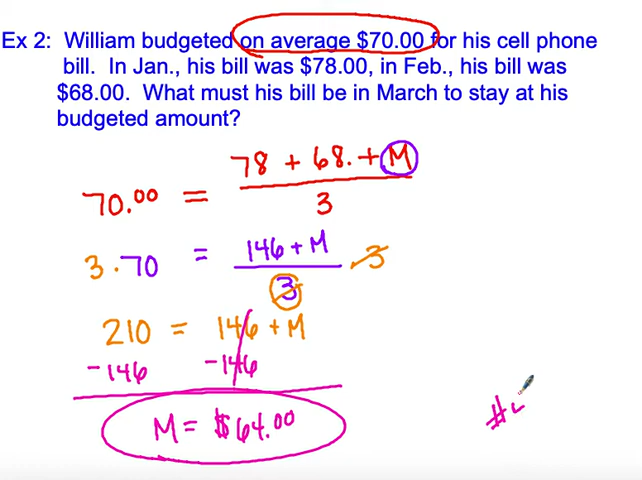 Ex 2: William budgeted on average $70.00 for his cell phone
bill. In Jan., his bill was $78.00, in Feb., his bill was
$68.00. What must his bill be in March to stay at his
budgeted amount?
78 + 68. + M
70.00 =
3
3 · 70 = 146 + M 3
3
210 = 146 + M
-146 -146
M = $64.00
#